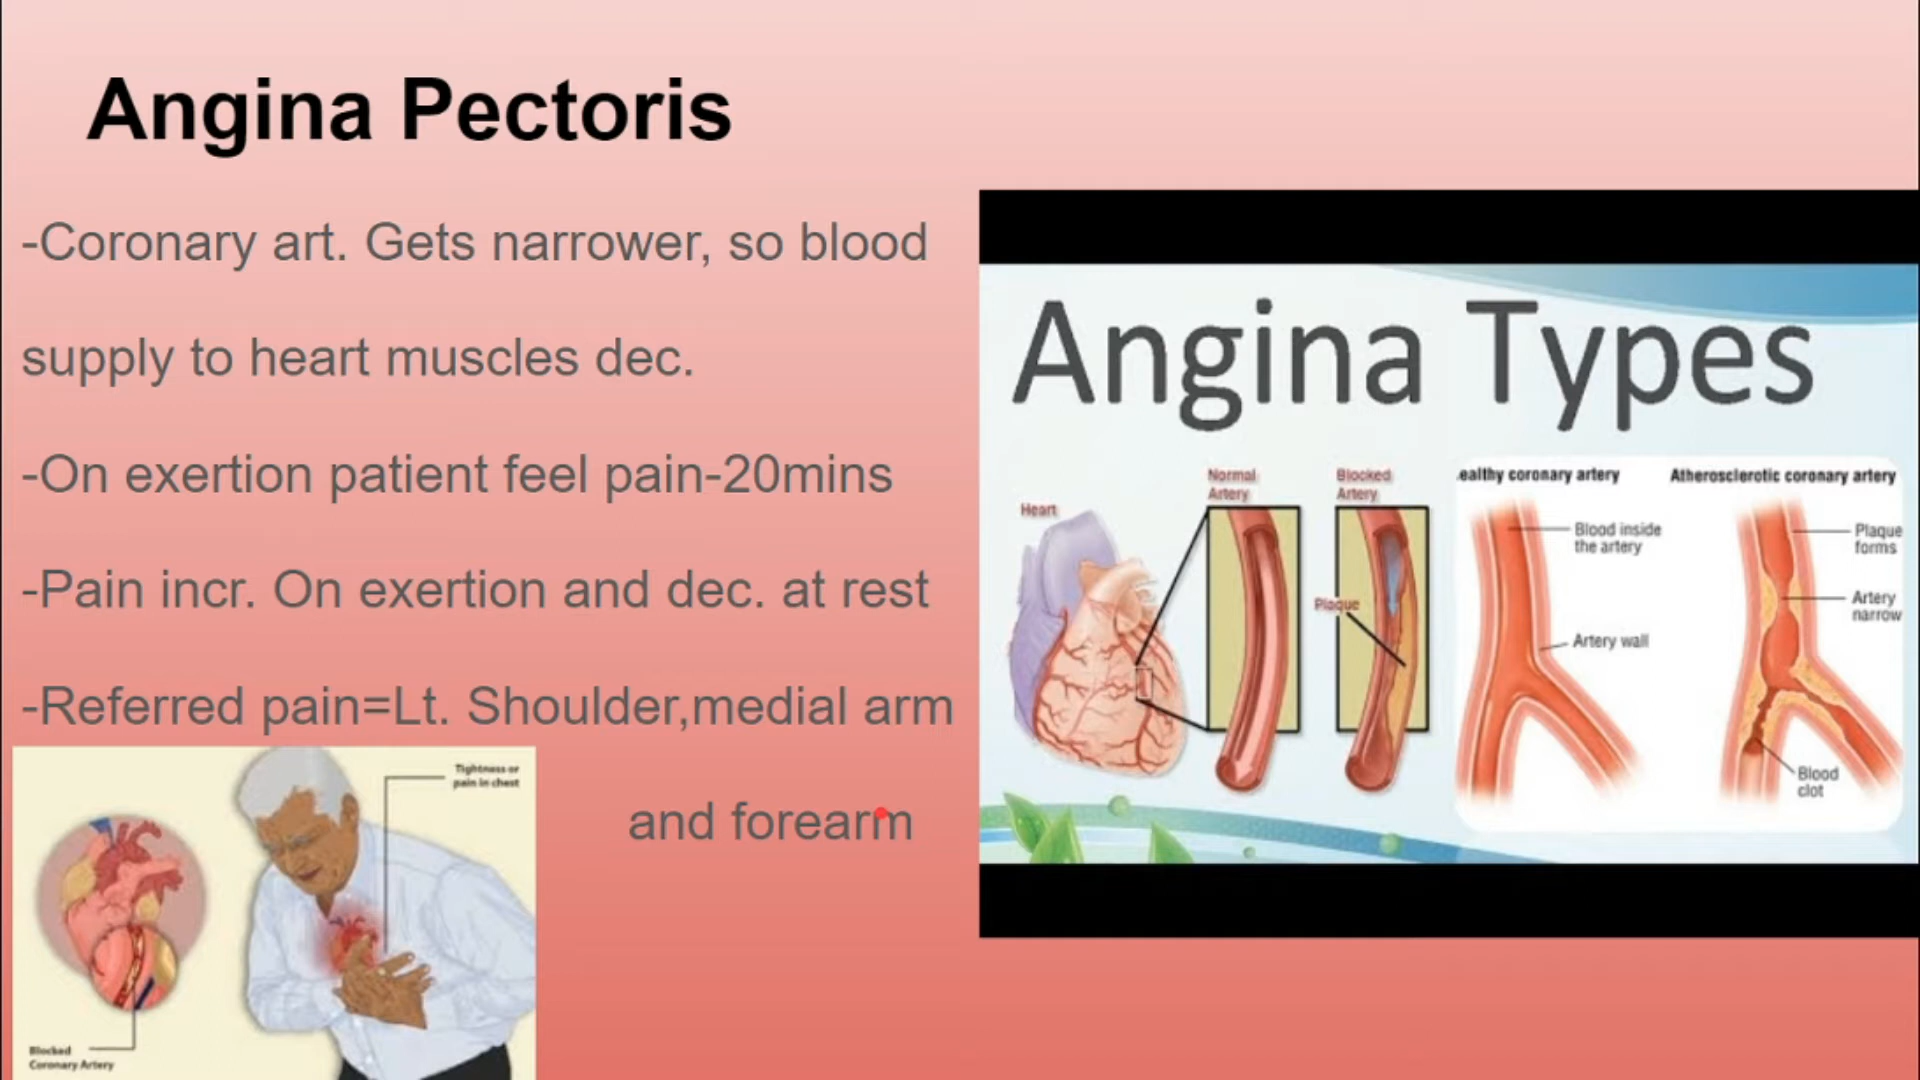 Angina Pectoris
-Coronary art. Gets narrower, so blood
supply to heart muscles dec.
-On exertion patient feel pain-20mins
-Pain incr. On exertion and dec. at rest
-Referred pain=Lt. Shoulder,medial arm
and forearm
Tightness or
pain in chest
Blocked
Coronary Artery
Angina Types
Heart
Normal
Artery
Blocked
Artery
Plaque
ealthy coronary artery
Blood inside
the artery
Artery wall
Atherosclerotic coronary artery
Plaque
forms
Artery
narrow
Blood
clot